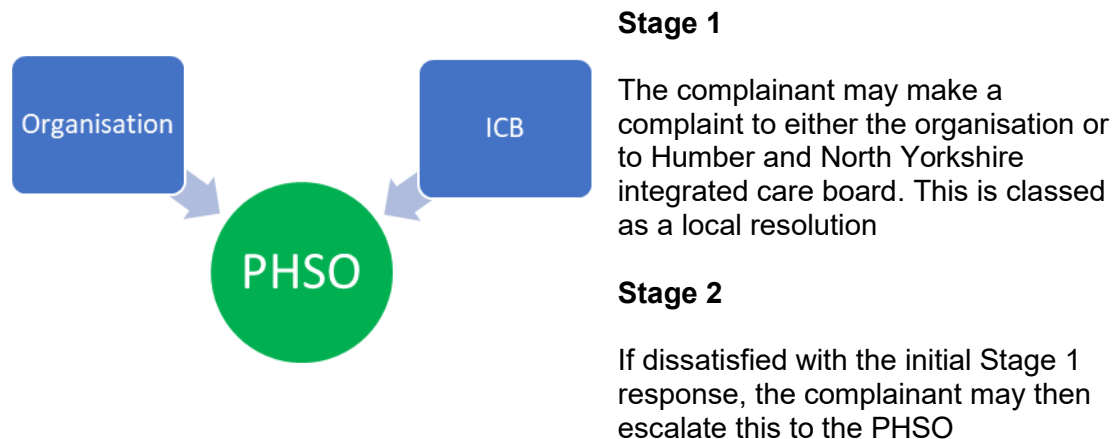 Organisation
ICB
PHSO
Stage 1
The complainant may make a
complaint to either the organisation or
to Humber and North Yorkshire
integrated care board. This is classed
as a local resolution
Stage 2
If dissatisfied with the initial Stage 1
response, the complainant may then
escalate this to the PHSO